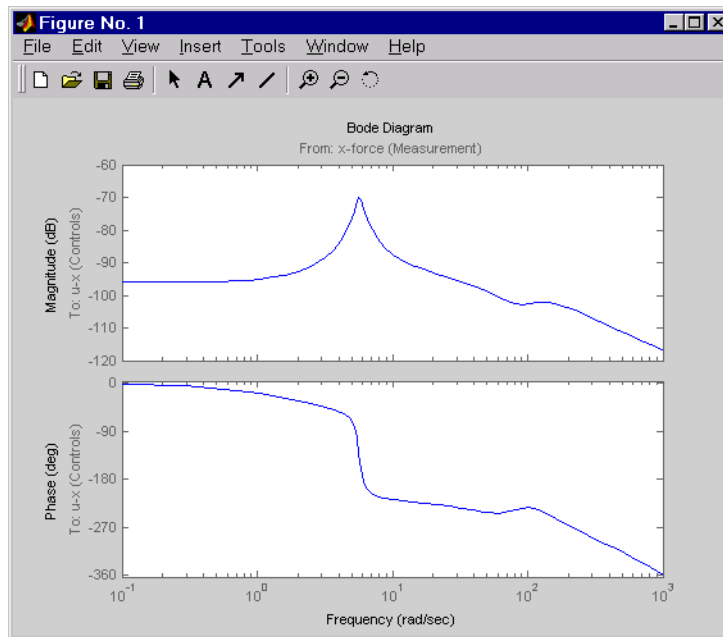 Figure No. 1
File Edit View Insert Tools Window Help
A
Bode Diagram
From: x-force (Measurement)
Magnitude (dB)
To: u-x (Controls)
-60
-70
-80
-90
-100
-110
-120
Phase (deg)
To: u-x (Controls)
0
-90
-180
-270
-360
10^-1 10^0 10^1 10^2 10^3
Frequency (rad/sec)